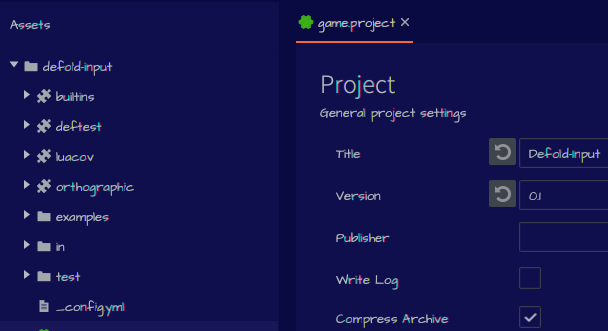 Assets
defold-input
builtins
deftest
luacov
orthographic
examples
in
test
_config.yml
game.project
Project
General project settings
Title
Defold-Input
Version
0.1
Publisher
Write Log
Compress Archive